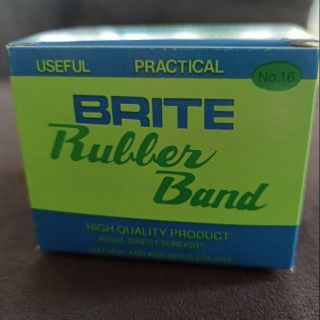 USEFUL PRACTICAL
No.16
BRITE
Rubber
Band
HIGH QUALITY PRODUCT
AVOID DIRECT SUNLIGHT
NATURAL AND ASSORTED COLORS